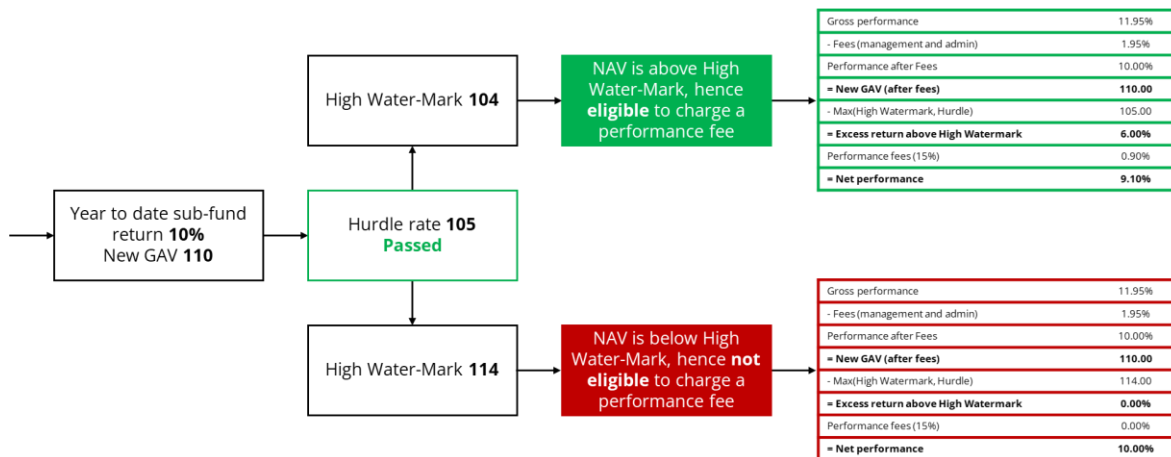 Year to date sub-fund
return 10%
New GAV 110
Hurdle rate 105
Passed
High Water-Mark 104
NAV is above High
Water-Mark, hence
eligible to charge a
performance fee
Gross performance 11.95%
- Fees (management and admin) 1.95%
Performance after Fees 10.00%
= New GAV (after fees) 110.00
- Max(High Watermark, Hurdle) 105.00
= Excess return above High Watermark 6.00%
Performance fees (15%) 0.90%
= Net performance 9.10%
High Water-Mark 114
NAV is below High
Water-Mark, hence not
eligible to charge a
performance fee
Gross performance 11.95%
- Fees (management and admin) 1.95%
Performance after Fees 10.00%
= New GAV (after fees) 110.00
- Max(High Watermark, Hurdle) 114.00
= Excess return above High Watermark 0.00%
Performance fees (15%) 0.00%
= Net performance 10.00%